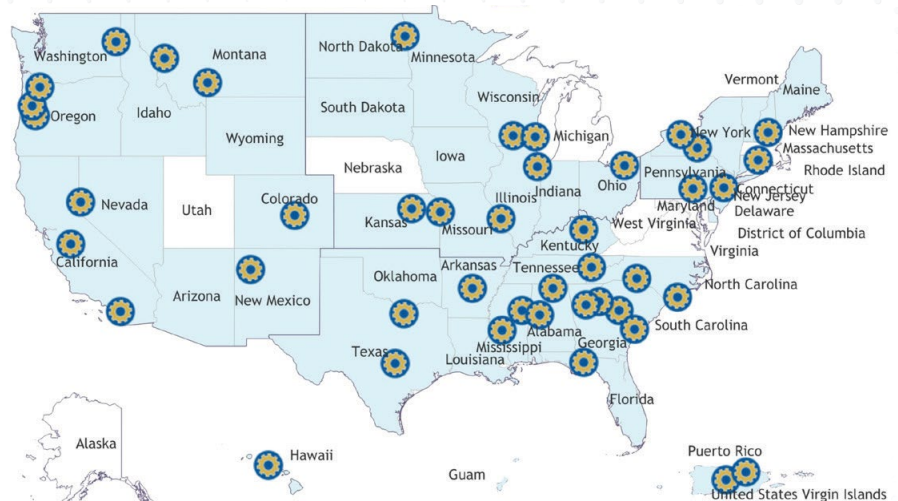 Washington
Montana
North Dakota
Minnesota
Vermont
Maine
Oregon
Idaho
South Dakota
Wisconsin
Michigan
New York
New Hampshire
Massachusetts
Wyoming
Iowa
Rhode Island
Nebraska
Pennsylvania
Connecticut
Nevada
Utah
Colorado
Kansas
Missouri
Illinois
Indiana
Ohio
Maryland
New Jersey
Delaware
West Virginia
District of Columbia
Virginia
California
Kentucky
Arizona
New Mexico
Oklahoma
Arkansas
Tennessee
North Carolina
Texas
Louisiana
Mississippi
Alabama
Georgia
South Carolina
Florida
Alaska
Hawaii
Guam
Puerto Rico
United States Virgin Islands